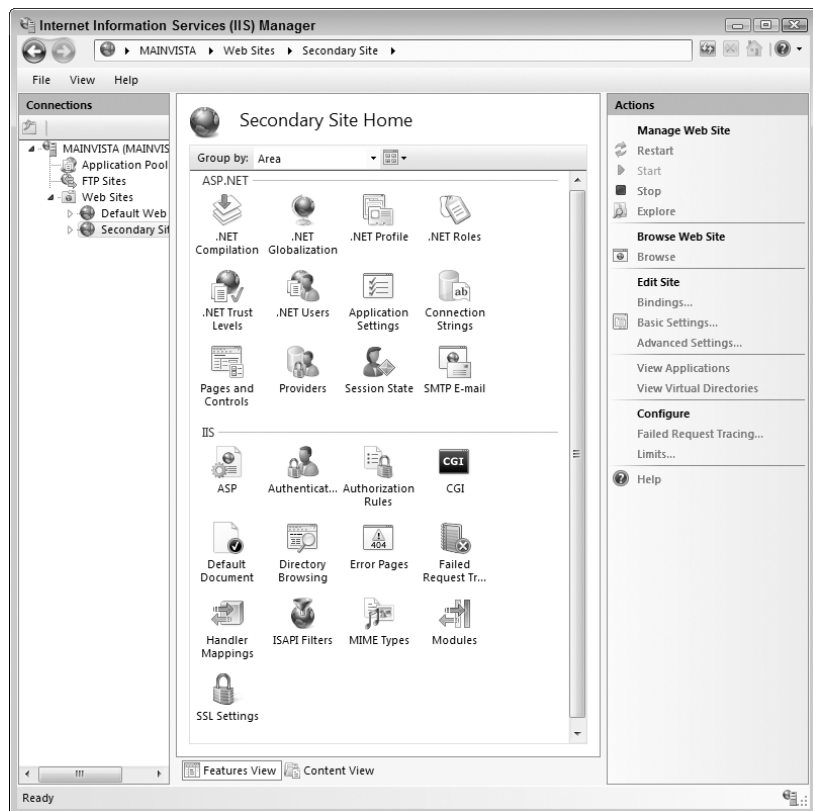 Internet Information Services (IIS) Manager
MAINVISTA Web Sites Secondary Site
File View Help
Connections
MAINVISTA (MAINVIS
Application Pool
FTP Sites
Web Sites
Default Web
Secondary Sit
Secondary Site Home
Group by: Area
ASP.NET
.NET Compilation
.NET Globalization
.NET Profile
.NET Roles
.NET Trust Levels
.NET Users
Application Settings
Connection Strings
ab
Pages and Controls
Providers
Session State
SMTP E-mail
IIS
ASP
Authenticat...
Authorization Rules
CGI
CGI
Default Document
Directory Browsing
404
Error Pages
Failed Request Tr...
Handler Mappings
ISAPI Filters
MIME Types
Modules
SSL Settings
Features View
Content View
Actions
Manage Web Site
Restart
Start
Stop
Explore
Browse Web Site
Browse
Edit Site
Bindings...
Basic Settings...
Advanced Settings...
View Applications
View Virtual Directories
Configure
Failed Request Tracing...
Limits...
Help
Ready